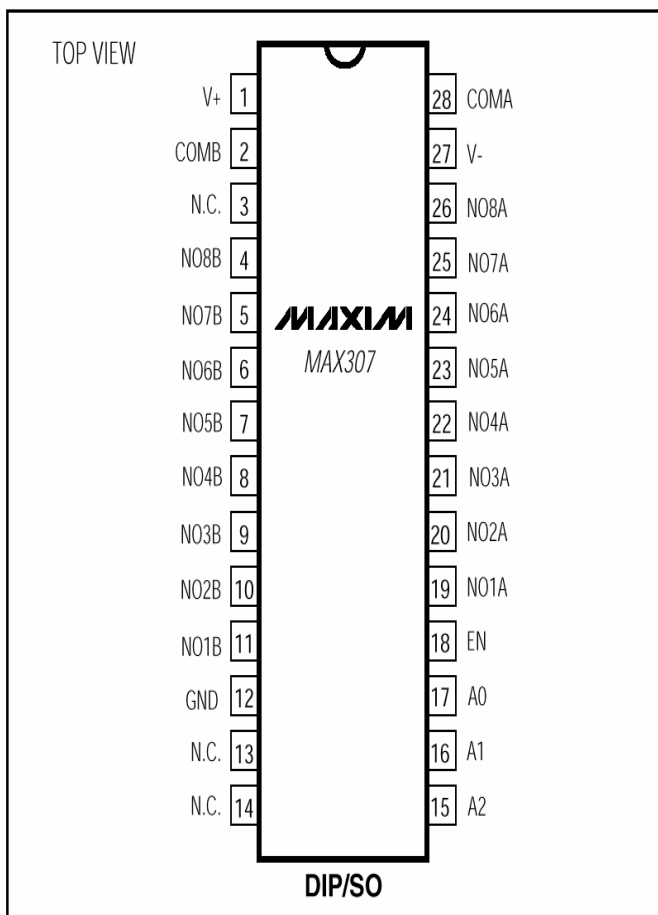 TOP VIEW
V+ 1
28 COMA
COMB 2
27 V-
N.C. 3
26 NO8A
NO8B 4
25 NO7A
NO7B 5
MAXIM
24 NO6A
NO6B 6
MAX307
23 NO5A
NO5B 7
22 NO4A
NO4B 8
21 NO3A
NO3B 9
20 NO2A
NO2B 10
19 NO1A
NO1B 11
18 EN
GND 12
17 A0
N.C. 13
16 A1
N.C. 14
15 A2
DIP/SO